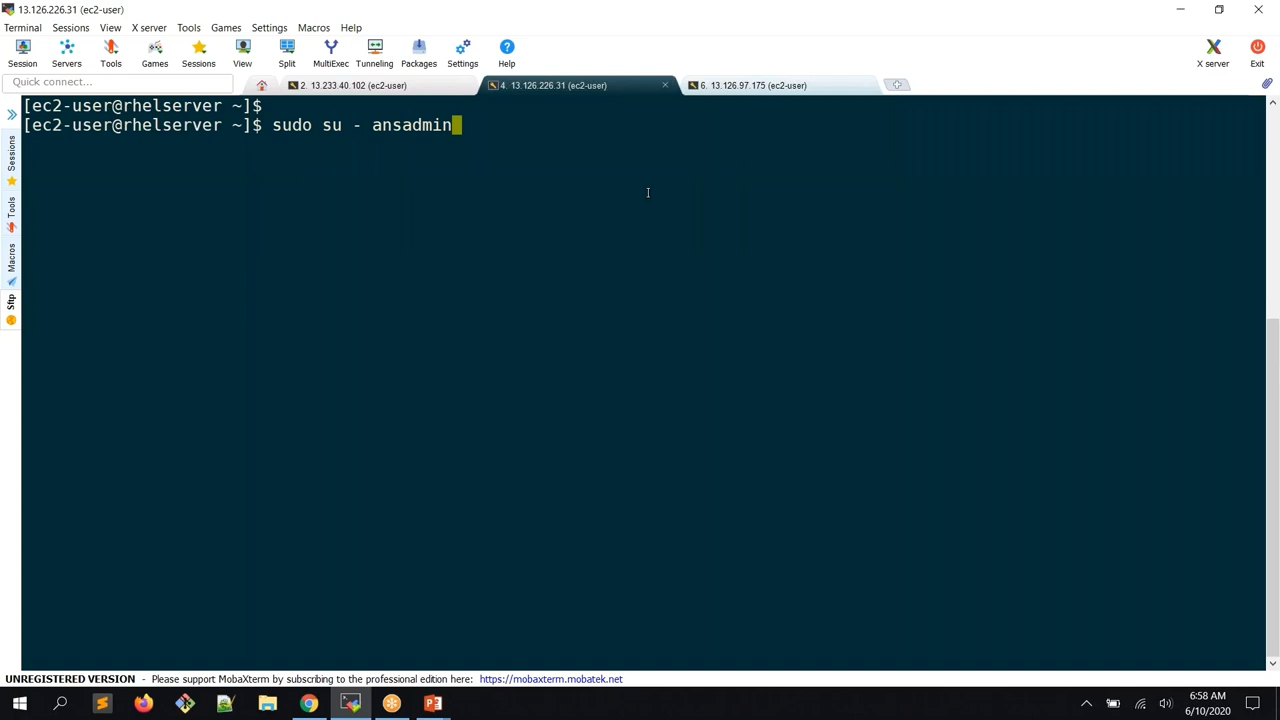 13.126.226.31 (ec2-user)
Terminal Sessions View X server Tools Games Settings Macros Help
Session Servers Tools Games Sessions View Split MultiExec Tunneling Packages Settings Help X server Exit
Quick connect...
2. 13.233.40.102 (ec2-user)
4. 13.126.226.31 (ec2-user)
6. 13.126.97.175 (ec2-user)
Sessions
Tools
Macros
Sftp
[ec2-user@rhelserver ~]$
[ec2-user@rhelserver ~]$ sudo su - ansadmin
UNREGISTERED VERSION - Please support MobaXterm by subscribing to the professional edition here: https://mobaxterm.mobatek.net
6:58 AM
6/10/2020